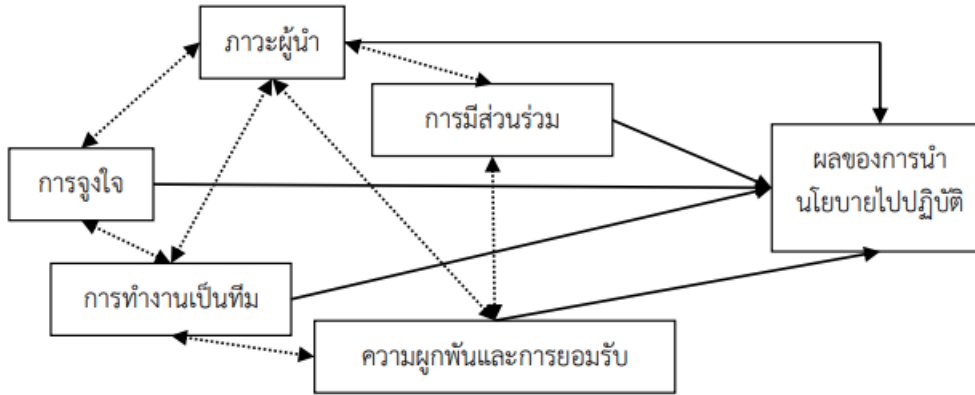 ภาวะผู้นำ
การมีส่วนร่วม
ผลของการนำ
นโยบายไปปฏิบัติ
การจูงใจ
การทำงานเป็นทีม
ความผูกพันและการยอมรับ